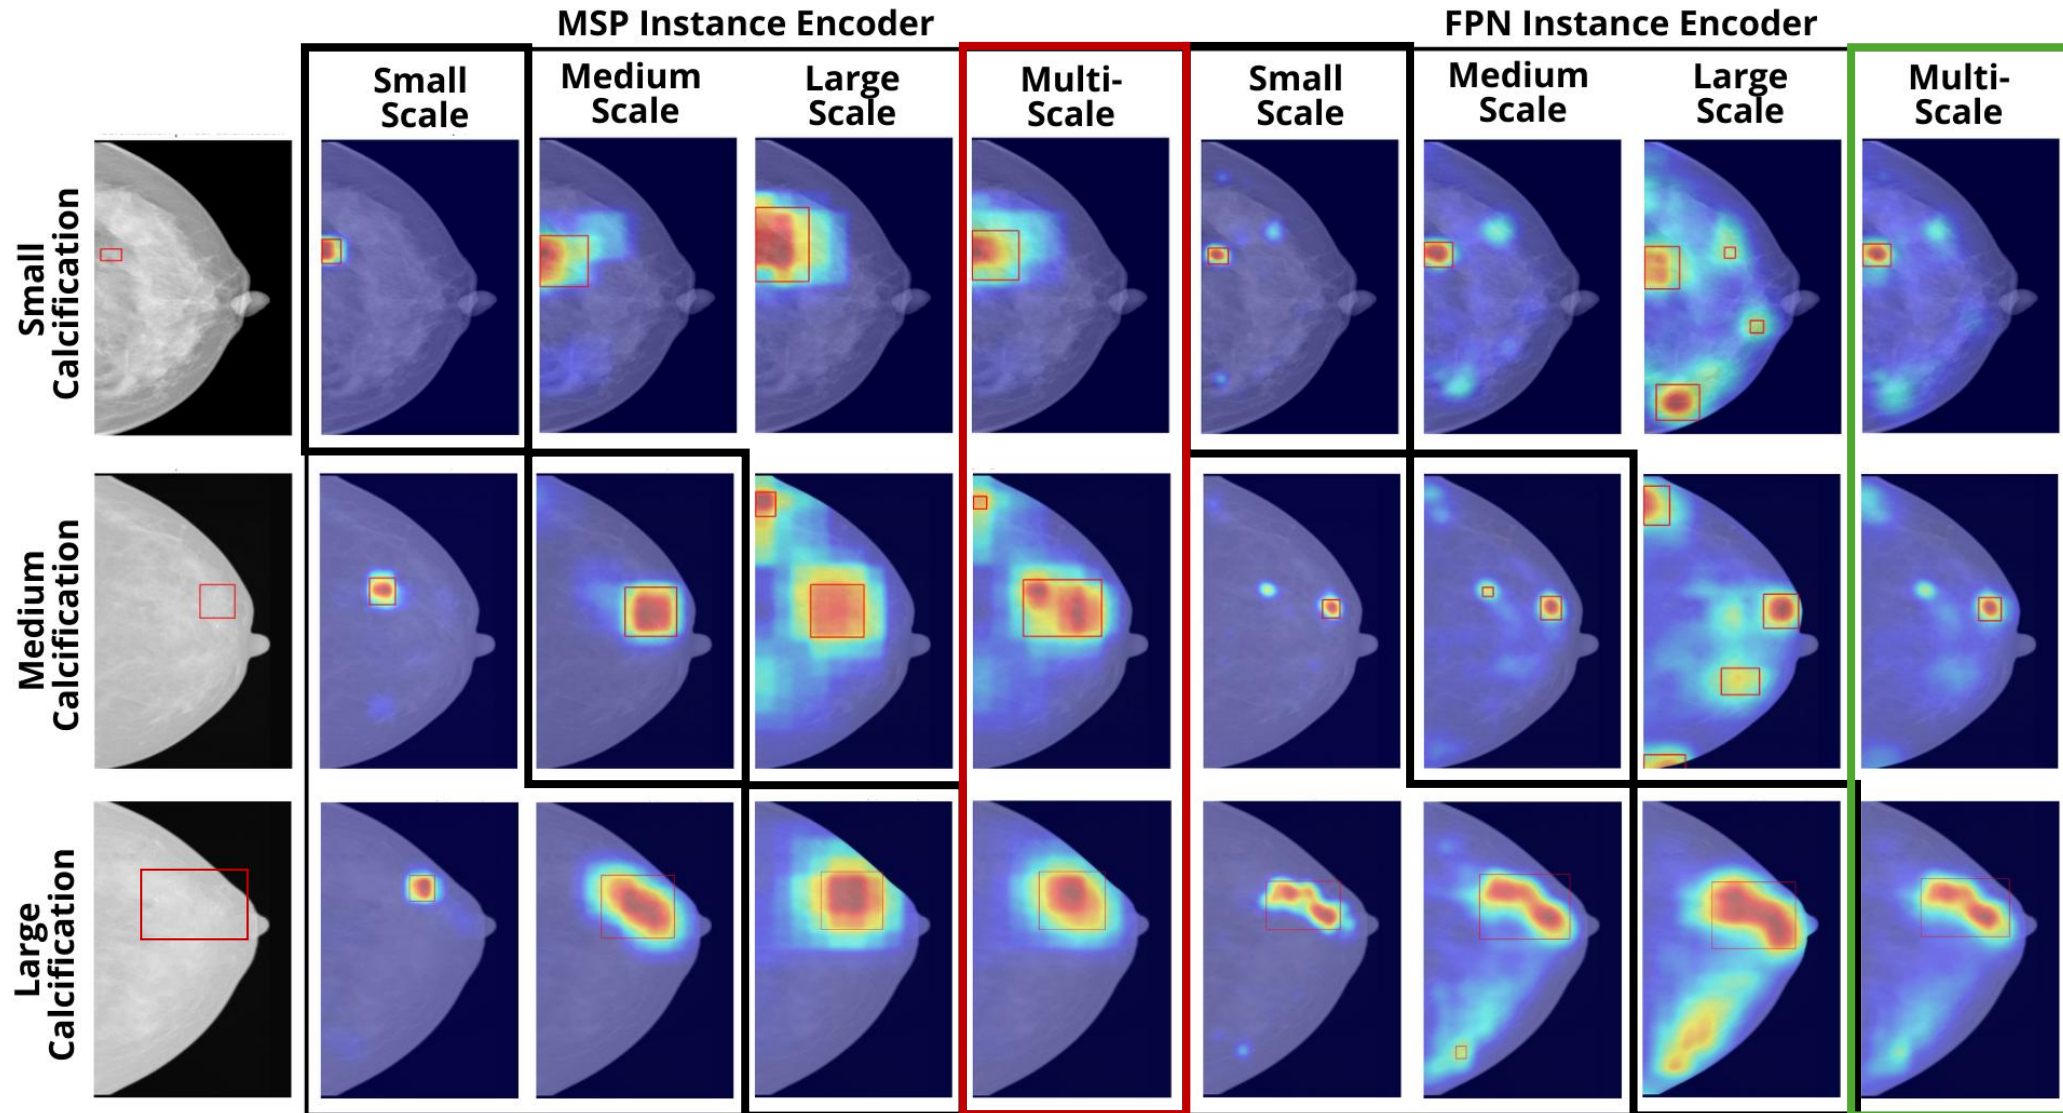 MSP Instance Encoder
FPN Instance Encoder
Small
Scale
Medium
Scale
Large
Scale
Multi-
Scale
Small
Scale
Medium
Scale
Large
Scale
Multi-
Scale
Small
Calcification
Medium
Calcification
Large
Calcification